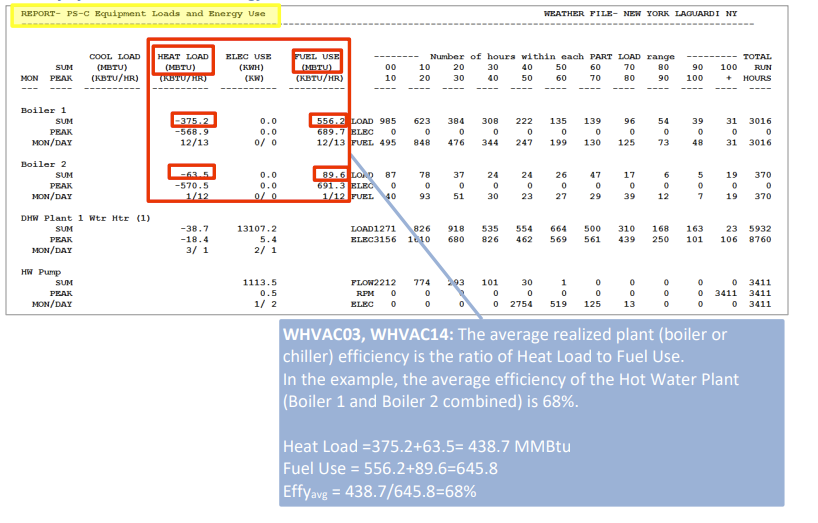 REPORT- PS-C Equipment Loads and Energy Use WEATHER FILE- NEW YORK LAGUARDI NY
COOL LOAD HEAT LOAD ELEC USE FUEL USE -------- Number of hours within each PART LOAD range --------- TOTAL
SUM (MBTU) (MBTU) (KWH) (MBTU) 00 10 20 30 40 50 60 70 80 90 100 RUN
MON PEAK (KBTU/HR) (KBTU/HR) (KW) (KBTU/HR) 10 20 30 40 50 60 70 80 90 100 + HOURS
Boiler 1
SUM -375.2 0.0 556.2 LOAD 985 623 384 308 222 135 139 96 54 39 31 3016
PEAK -568.9 0.0 689.7 ELEC 0 0 0 0 0 0 0 0 0 0 0 0
MON/DAY 12/13 0/ 0 12/13 FUEL 495 848 476 344 247 199 130 125 73 48 31 3016
Boiler 2
SUM -63.5 0.0 89.6 LOAD 87 78 37 24 24 26 47 17 6 5 19 370
PEAK -570.5 0.0 691.3 ELEC 0 0 0 0 0 0 0 0 0 0 0 0
MON/DAY 1/12 0/ 0 1/12 FUEL 40 93 51 30 23 27 29 39 12 7 19 370
DHW Plant 1 Wtr Htr (1)
SUM -38.7 13107.2 LOAD1271 826 918 535 554 664 500 310 168 163 23 5932
PEAK -18.4 5.4 ELEC3156 1610 680 826 462 569 561 439 250 101 106 8760
MON/DAY 3/ 1 2/ 1
HW Pump
SUM 1113.5 FLOW2212 774 293 101 30 1 0 0 0 0 0 3411
PEAK 0.5 RPM 0 0 0 0 0 0 0 0 0 0 3411 3411
MON/DAY 1/ 2 ELEC 0 0 0 0 2754 519 125 13 0 0 0 3411
WHVAC03, WHVAC14: The average realized plant (boiler or
chiller) efficiency is the ratio of Heat Load to Fuel Use.
In the example, the average efficiency of the Hot Water Plant
(Boiler 1 and Boiler 2 combined) is 68%.
Heat Load =375.2+63.5= 438.7 MMBtu
Fuel Use = 556.2+89.6=645.8
Effyavg = 438.7/645.8=68%